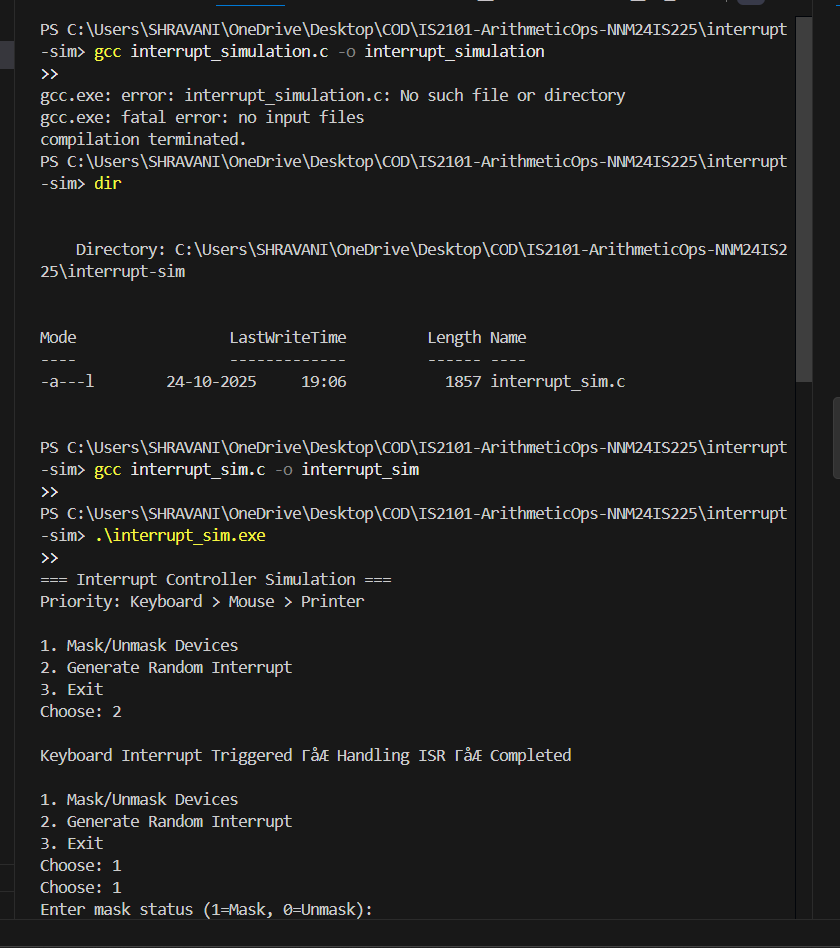 PS C:\Users\SHRAVANI\OneDrive\Desktop\COD\IS2101-ArithmeticOps-NNM24IS225\interrupt
-sim> gcc interrupt_simulation.c -o interrupt_simulation
>>
gcc.exe: error: interrupt_simulation.c: No such file or directory
gcc.exe: fatal error: no input files
compilation terminated.
PS C:\Users\SHRAVANI\OneDrive\Desktop\COD\IS2101-ArithmeticOps-NNM24IS225\interrupt
-sim> dir
    Directory: C:\Users\SHRAVANI\OneDrive\Desktop\COD\IS2101-ArithmeticOps-NNM24IS2
25\interrupt-sim
Mode                 LastWriteTime         Length Name
----                 -------------         ------ ----
-a---l        24-10-2025     19:06           1857 interrupt_sim.c
PS C:\Users\SHRAVANI\OneDrive\Desktop\COD\IS2101-ArithmeticOps-NNM24IS225\interrupt
-sim> gcc interrupt_sim.c -o interrupt_sim
>>
PS C:\Users\SHRAVANI\OneDrive\Desktop\COD\IS2101-ArithmeticOps-NNM24IS225\interrupt
-sim> .\interrupt_sim.exe
>>
=== Interrupt Controller Simulation ===
Priority: Keyboard > Mouse > Printer
1. Mask/Unmask Devices
2. Generate Random Interrupt
3. Exit
Choose: 2
Keyboard Interrupt Triggered ΓåÆ Handling ISR ΓåÆ Completed
1. Mask/Unmask Devices
2. Generate Random Interrupt
3. Exit
Choose: 1
Choose: 1
Enter mask status (1=Mask, 0=Unmask):